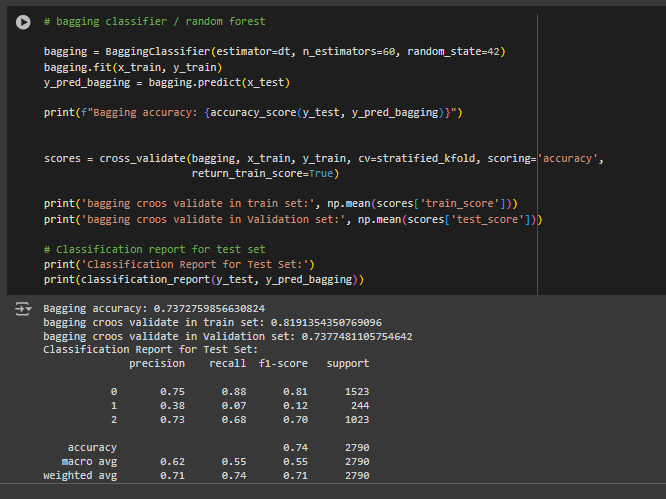 # bagging classifier / random forest
bagging = BaggingClassifier(estimator=dt, n_estimators=60, random_state=42)
bagging.fit(x_train, y_train)
y_pred_bagging = bagging.predict(x_test)
print(f"Bagging accuracy: {accuracy_score(y_test, y_pred_bagging)}")
scores = cross_validate(bagging, x_train, y_train, cv=stratified_kfold, scoring='accuracy',
return_train_score=True)
print('bagging croos validate in train set:', np.mean(scores['train_score']))
print('bagging croos validate in Validation set:', np.mean(scores['test_score']))
# Classification report for test set
print('Classification Report for Test Set:')
print(classification_report(y_test, y_pred_bagging))
Bagging accuracy: 0.7372759856630824
bagging croos validate in train set: 0.8191354350769096
bagging croos validate in Validation set: 0.7377481105754642
Classification Report for Test Set:
precision recall f1-score support
0 0.75 0.88 0.81 1523
1 0.38 0.07 0.12 244
2 0.73 0.68 0.70 1023
accuracy 0.74 2790
macro avg 0.62 0.55 0.55 2790
weighted avg 0.71 0.74 0.71 2790